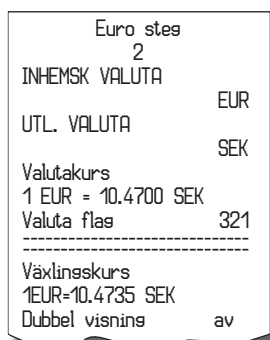 Euro steg
2
INHEMSK VALUTA
EUR
UTL. VALUTA
SEK
Valutakurs
1 EUR = 10.4700 SEK
Valuta flag 321
Växlingskurs
1EUR=10.4735 SEK
Dubbel visning av